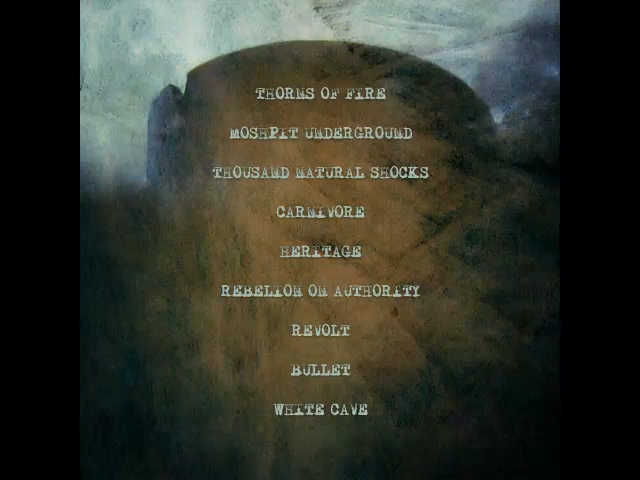 THORNS OF FIRE
MOSHPIT UNDERGROUND
THOUSAND NATURAL SHOCKS
CARNIVORE
HERITAGE
REBELION ON AUTHORITY
REVOLT
BULLET
WHITE CAVE